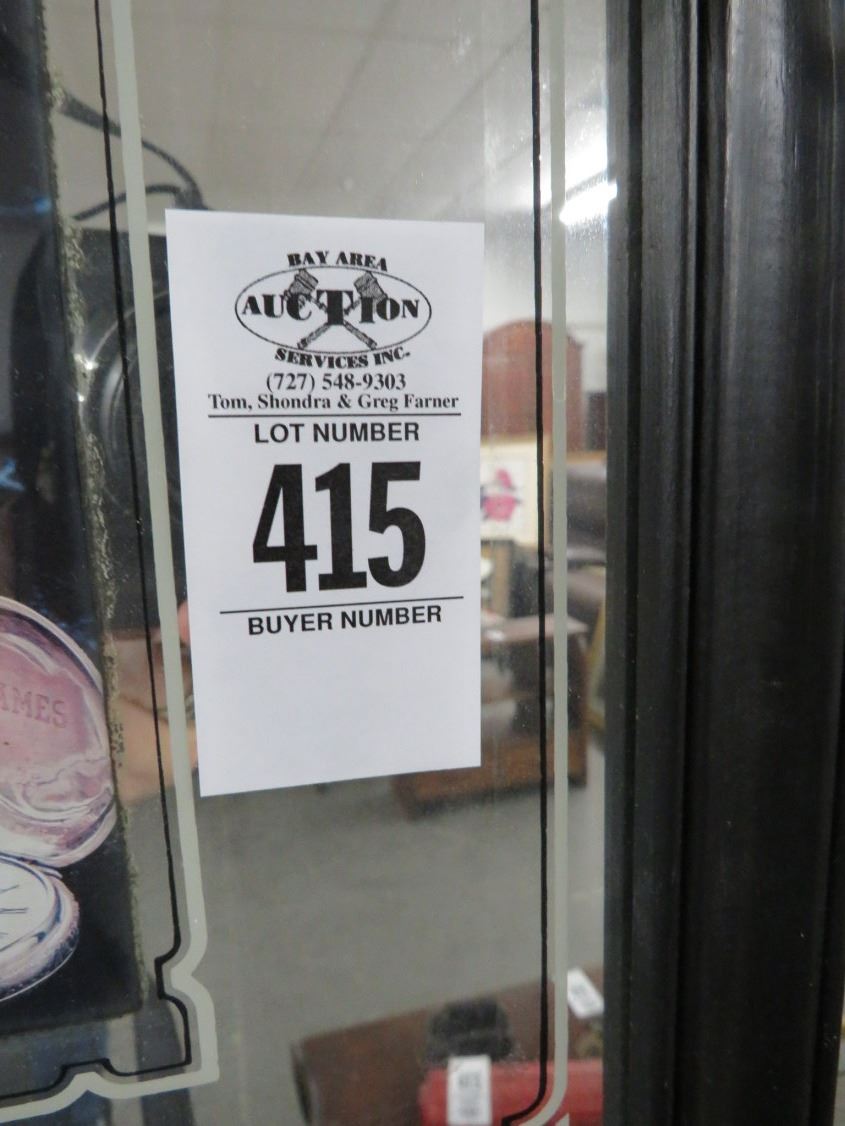 BAY AREA
AUCTION
SERVICES INC.
(727) 548-9303
Tom, Shondra & Greg Farner
LOT NUMBER
415
BUYER NUMBER